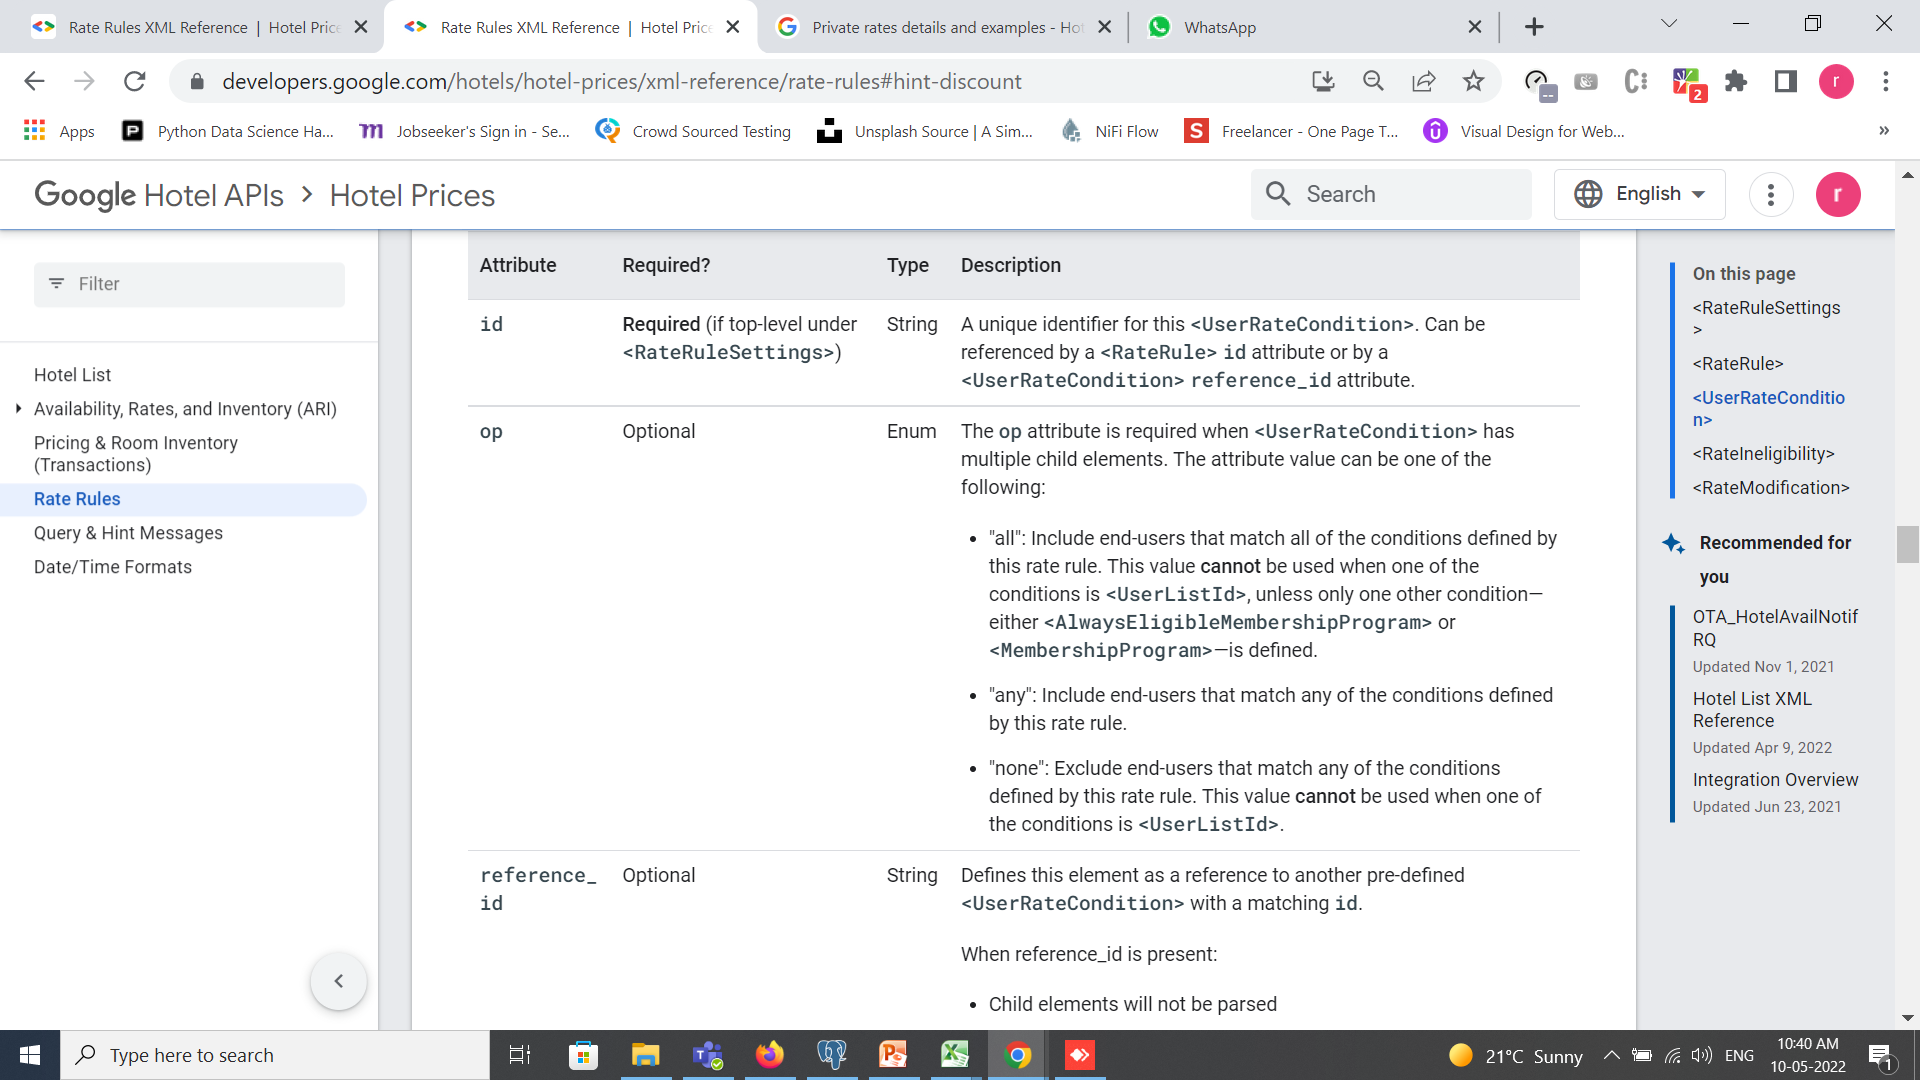 Rate Rules XML Reference | Hotel Price
Rate Rules XML Reference | Hotel Price
Private rates details and examples - Hot
WhatsApp
developers.google.com/hotels/hotel-prices/xml-reference/rate-rules#hint-discount
--
2
r
Apps
Python Data Science Ha...
Jobseeker's Sign in - Se...
Crowd Sourced Testing
Unsplash Source | A Sim...
NiFi Flow
Freelancer - One Page T...
Visual Design for Web...
»
Google Hotel APIs > Hotel Prices
Search
English
r
Filter
Hotel List
Availability, Rates, and Inventory (ARI)
Pricing & Room Inventory
(Transactions)
Rate Rules
Query & Hint Messages
Date/Time Formats
Attribute Required? Type Description
id Required (if top-level under String A unique identifier for this <UserRateCondition>. Can be
<RateRuleSettings>) referenced by a <RateRule> id attribute or by a
<UserRateCondition> reference_id attribute.
op Optional Enum The op attribute is required when <UserRateCondition> has
multiple child elements. The attribute value can be one of the
following:
• "all": Include end-users that match all of the conditions defined by
this rate rule. This value cannot be used when one of the
conditions is <UserListId>, unless only one other condition—
either <AlwaysEligibleMembershipProgram> or
<MembershipProgram>—is defined.
• "any": Include end-users that match any of the conditions defined
by this rate rule.
• "none": Exclude end-users that match any of the conditions
defined by this rate rule. This value cannot be used when one of
the conditions is <UserListId>.
reference_ Optional String Defines this element as a reference to another pre-defined
id <UserRateCondition> with a matching id.
When reference_id is present:
• Child elements will not be parsed
On this page
<RateRuleSettings
>
<RateRule>
<UserRateConditio
n>
<RateIneligibility>
<RateModification>
Recommended for
you
OTA_HotelAvailNotif
RQ
Updated Nov 1, 2021
Hotel List XML
Reference
Updated Apr 9, 2022
Integration Overview
Updated Jun 23, 2021
Type here to search
21°C Sunny
ENG
10:40 AM
10-05-2022
1